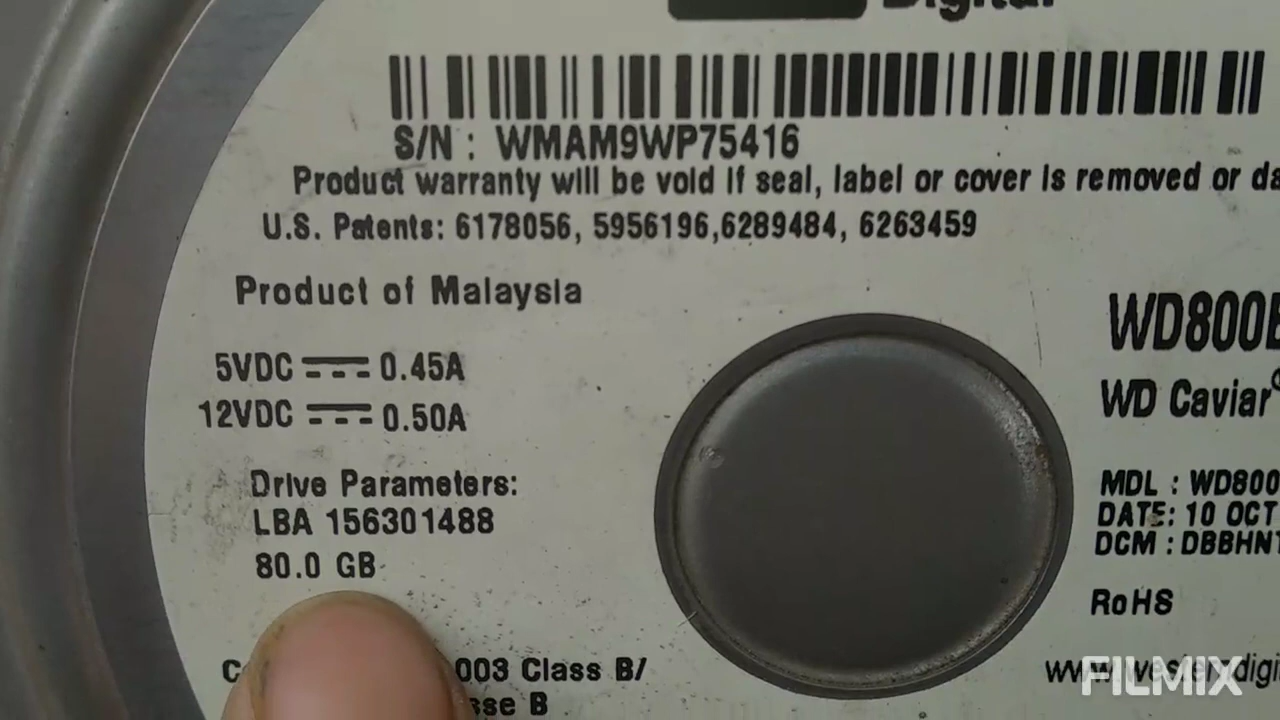 Digital
S/N : WMAM9WP75416
Product warranty will be void if seal, label or cover is removed or da
U.S. Patents: 6178056, 5956196,6289484, 6263459
Product of Malaysia
WD800
5VDC 0.45A
WD Caviar®
12VDC 0.50A
Drive Parameters:
MDL : WD800
LBA 156301488
DATE: 10 OCT
DCM : DBBHNT
80.0 GB
RoHS
003 Class B/
sse B
FILMIX